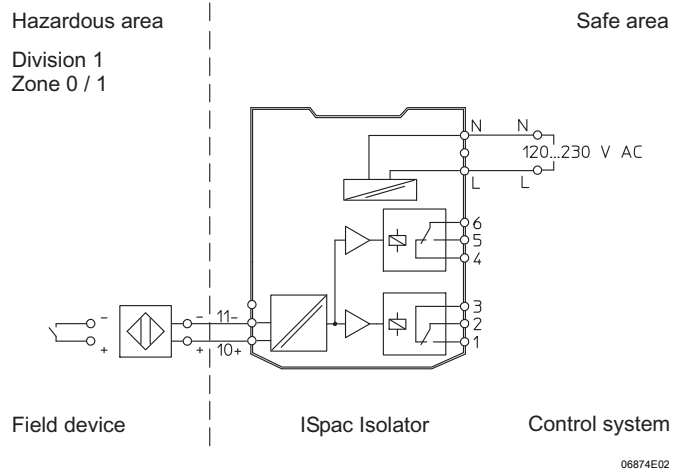 Hazardous area
Safe area
Division 1
Zone 0 / 1
N N
120...230 V AC
L L
6
5
4
3
2
1
- - 11-
+ + 10+
Field device
ISpac Isolator
Control system
06874E02